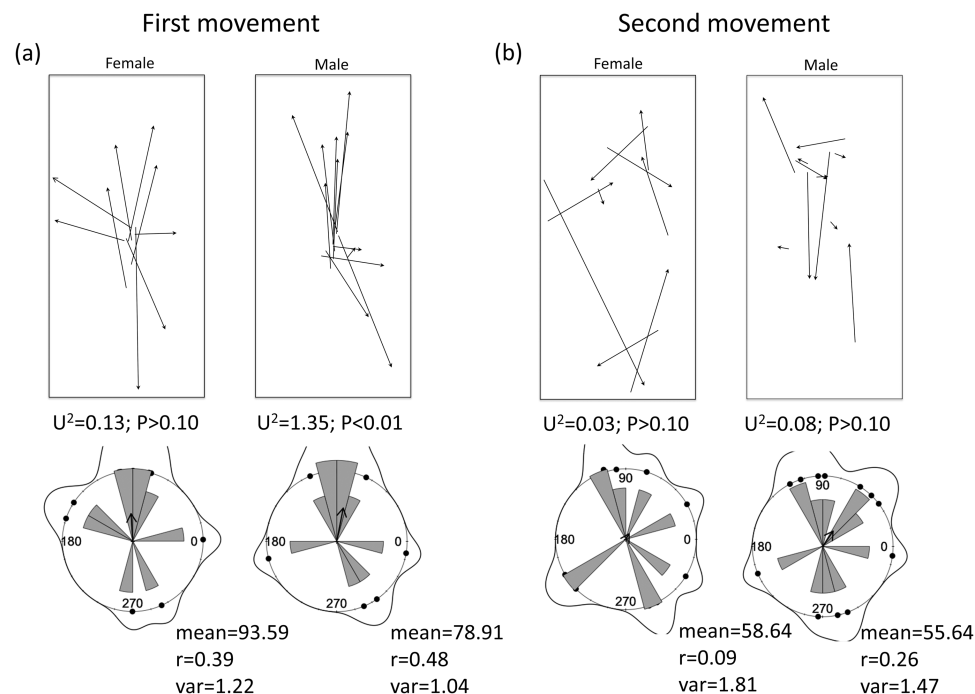 First movement
Second movement
(a)
Female
Male
(b)
Female
Male
U²=0.13; P>0.10
U²=1.35; P<0.01
U²=0.03; P>0.10
U²=0.08; P>0.10
180
0
270
180
0
270
90
180
0
270
90
180
0
270
mean=93.59
r=0.39
var=1.22
mean=78.91
r=0.48
var=1.04
mean=58.64
r=0.09
var=1.81
mean=55.64
r=0.26
var=1.47